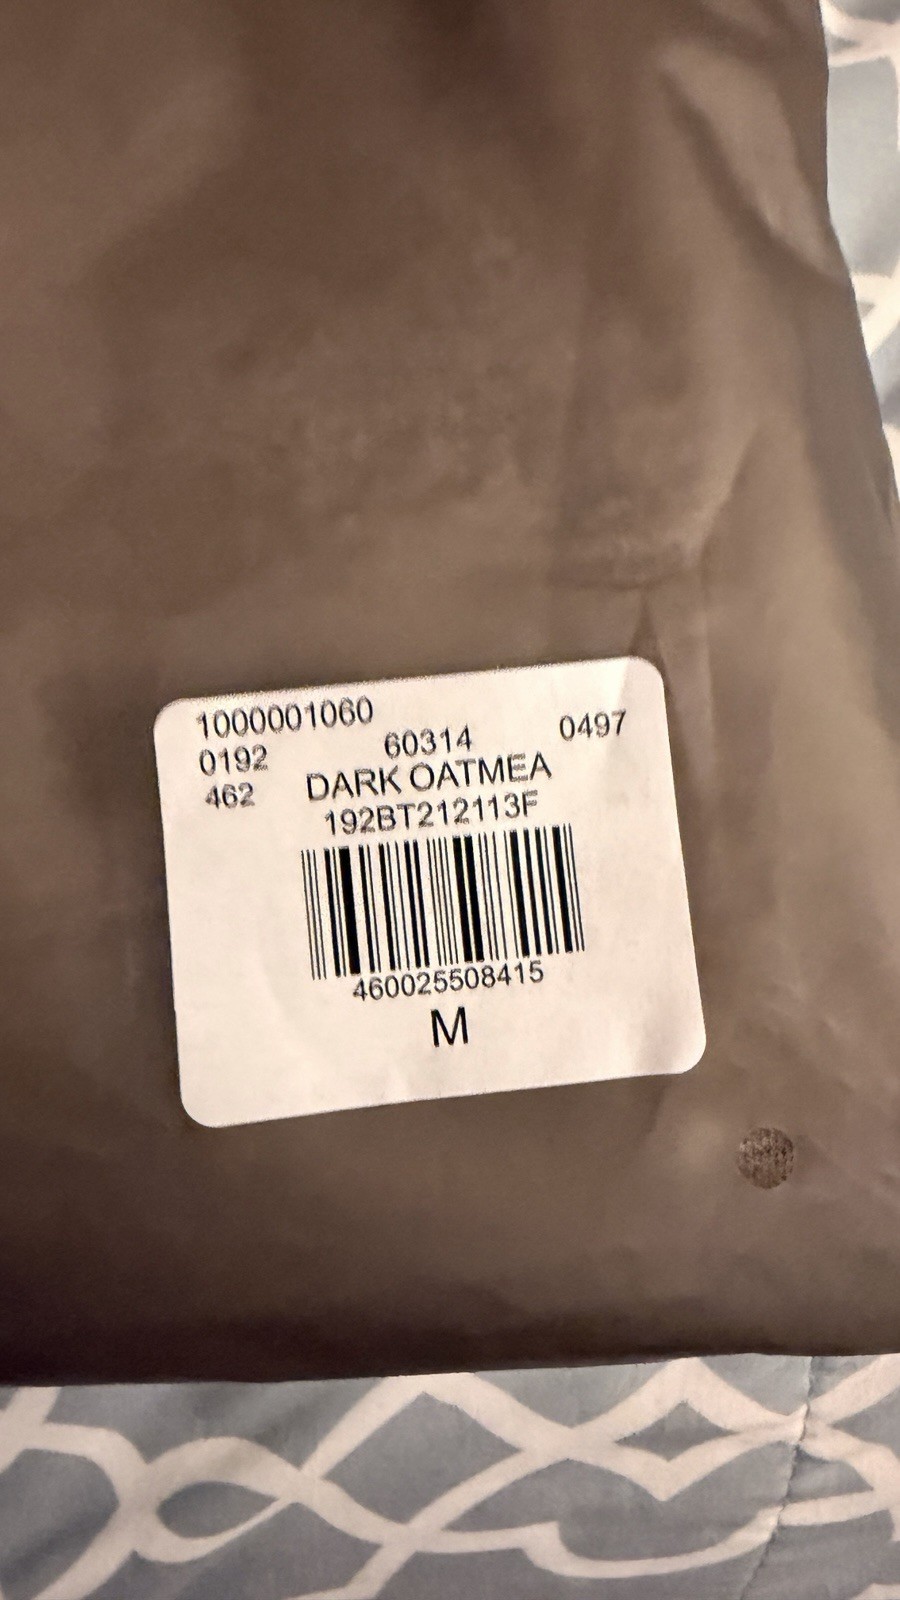 1000001060
0192 60314 0497
462 DARK OATMEA
192BT212113F
460025508415
M